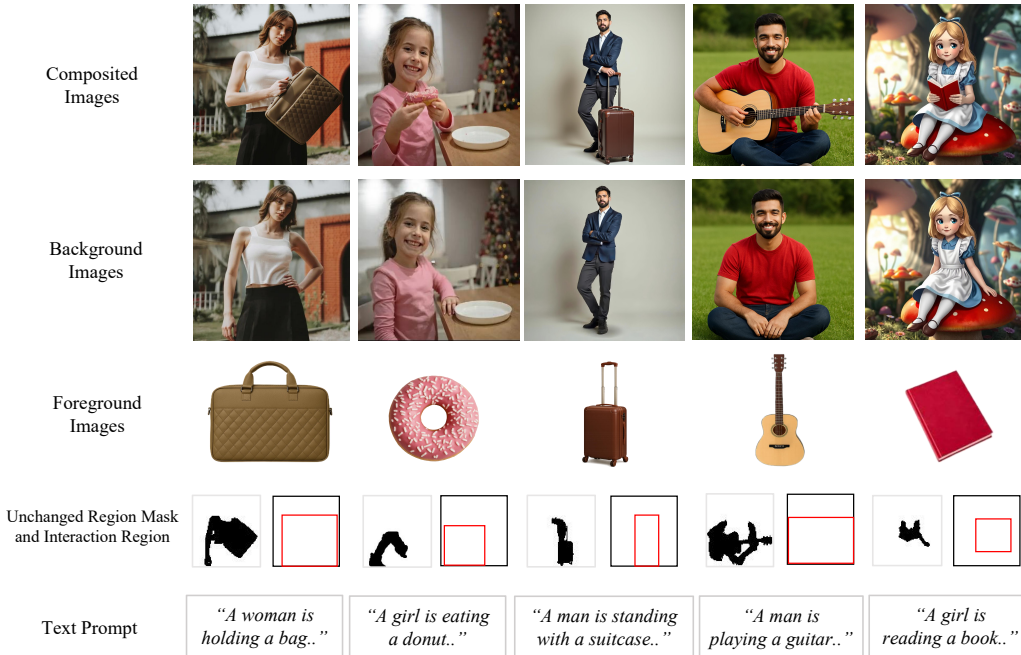 Composited
Images
Background
Images
Foreground
Images
Unchanged Region Mask
and Interaction Region
Text Prompt
“A woman is
holding a bag..”
“A girl is eating
a donut..”
“A man is standing
with a suitcase..”
“A man is
playing a guitar..”
“A girl is
reading a book..”